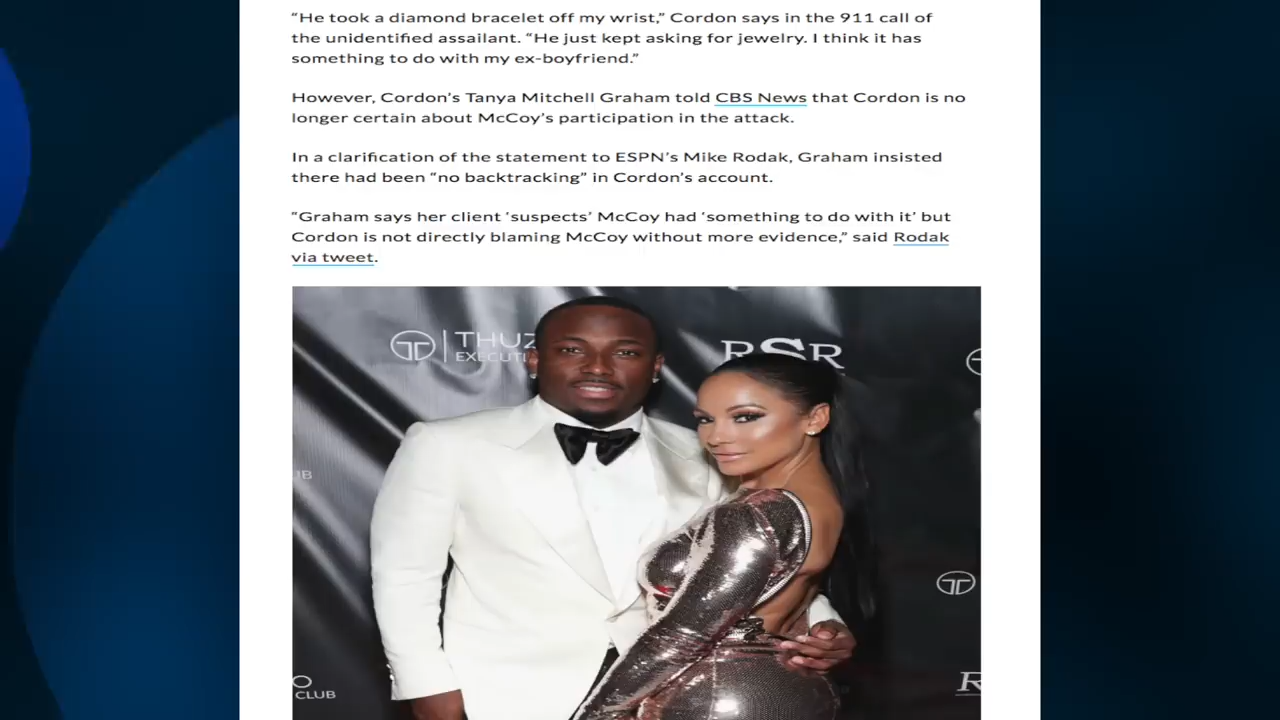 “He took a diamond bracelet off my wrist,” Cordon says in the 911 call of
the unidentified assailant. “He just kept asking for jewelry. I think it has
something to do with my ex-boyfriend.”
However, Cordon’s Tanya Mitchell Graham told CBS News that Cordon is no
longer certain about McCoy’s participation in the attack.
In a clarification of the statement to ESPN’s Mike Rodak, Graham insisted
there had been “no backtracking” in Cordon’s account.
“Graham says her client ‘suspects’ McCoy had ‘something to do with it’ but
Cordon is not directly blaming McCoy without more evidence,” said Rodak
via tweet.
THUZ
EXECUTI
RSR
UB
O
CLUB
R